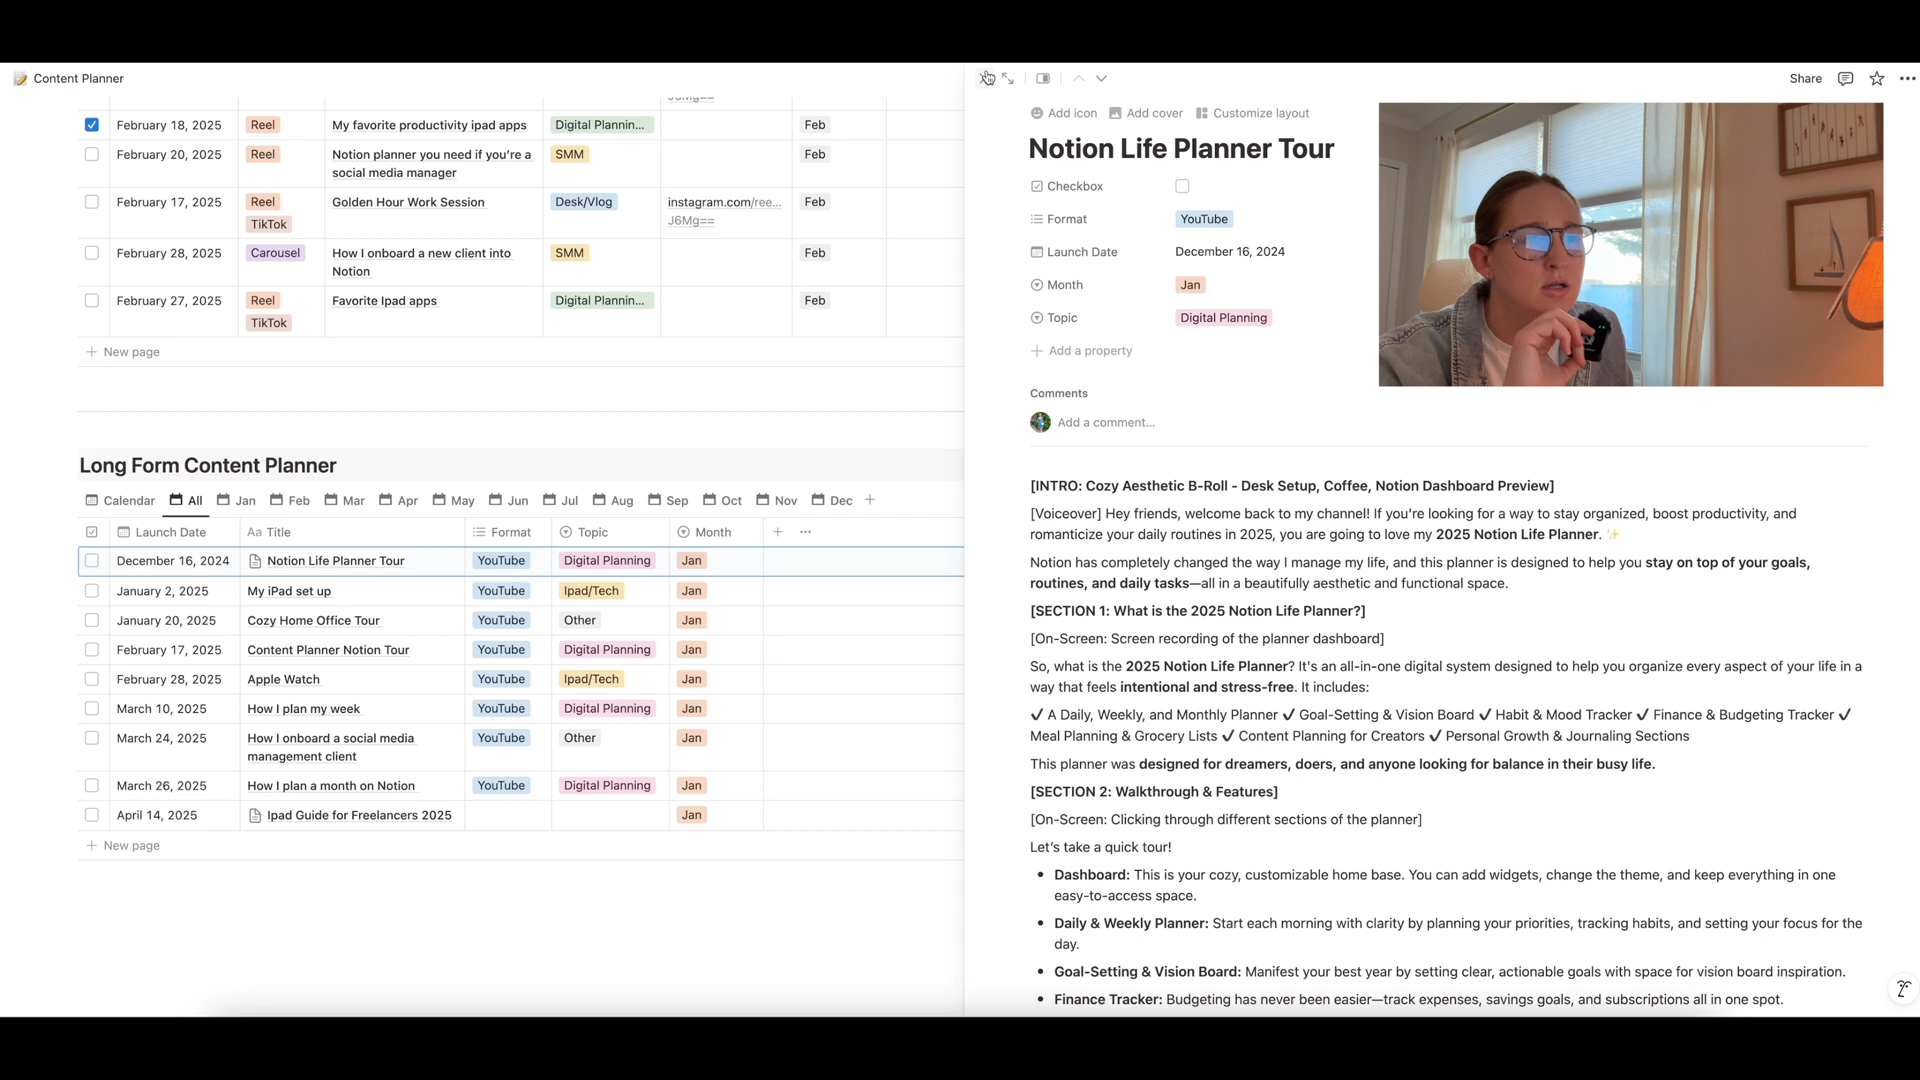 Content Planner
J6Mg==
February 18, 2025 Reel My favorite productivity ipad apps Digital Plannin... Feb
February 20, 2025 Reel Notion planner you need if you're a SMM Feb
social media manager
February 17, 2025 Reel Golden Hour Work Session Desk/Vlog instagram.com/ree... Feb
TikTok J6Mg==
February 28, 2025 Carousel How I onboard a new client into SMM Feb
Notion
February 27, 2025 Reel Favorite Ipad apps Digital Plannin... Feb
TikTok
New page
Long Form Content Planner
Calendar All Jan Feb Mar Apr May Jun Jul Aug Sep Oct Nov Dec
Launch Date Aa Title Format Topic Month
December 16, 2024 Notion Life Planner Tour YouTube Digital Planning Jan
January 2, 2025 My iPad set up YouTube Ipad/Tech Jan
January 20, 2025 Cozy Home Office Tour YouTube Other Jan
February 17, 2025 Content Planner Notion Tour YouTube Digital Planning Jan
February 28, 2025 Apple Watch YouTube Ipad/Tech Jan
March 10, 2025 How I plan my week YouTube Digital Planning Jan
March 24, 2025 How I onboard a social media YouTube Other Jan
management client
March 26, 2025 How I plan a month on Notion YouTube Digital Planning Jan
April 14, 2025 Ipad Guide for Freelancers 2025 Jan
New page
Share
Add icon Add cover Customize layout
Notion Life Planner Tour
Checkbox
Format YouTube
Launch Date December 16, 2024
Month Jan
Topic Digital Planning
Add a property
Comments
Add a comment...
[INTRO: Cozy Aesthetic B-Roll - Desk Setup, Coffee, Notion Dashboard Preview]
[Voiceover] Hey friends, welcome back to my channel! If you're looking for a way to stay organized, boost productivity, and
romanticize your daily routines in 2025, you are going to love my 2025 Notion Life Planner. ✨
Notion has completely changed the way I manage my life, and this planner is designed to help you stay on top of your goals,
routines, and daily tasks—all in a beautifully aesthetic and functional space.
[SECTION 1: What is the 2025 Notion Life Planner?]
[On-Screen: Screen recording of the planner dashboard]
So, what is the 2025 Notion Life Planner? It's an all-in-one digital system designed to help you organize every aspect of your life in a
way that feels intentional and stress-free. It includes:
✔ A Daily, Weekly, and Monthly Planner ✔ Goal-Setting & Vision Board ✔ Habit & Mood Tracker ✔ Finance & Budgeting Tracker ✔
Meal Planning & Grocery Lists ✔ Content Planning for Creators ✔ Personal Growth & Journaling Sections
This planner was designed for dreamers, doers, and anyone looking for balance in their busy life.
[SECTION 2: Walkthrough & Features]
[On-Screen: Clicking through different sections of the planner]
Let's take a quick tour!
• Dashboard: This is your cozy, customizable home base. You can add widgets, change the theme, and keep everything in one
easy-to-access space.
• Daily & Weekly Planner: Start each morning with clarity by planning your priorities, tracking habits, and setting your focus for the
day.
• Goal-Setting & Vision Board: Manifest your best year by setting clear, actionable goals with space for vision board inspiration.
• Finance Tracker: Budgeting has never been easier—track expenses, savings goals, and subscriptions all in one spot.